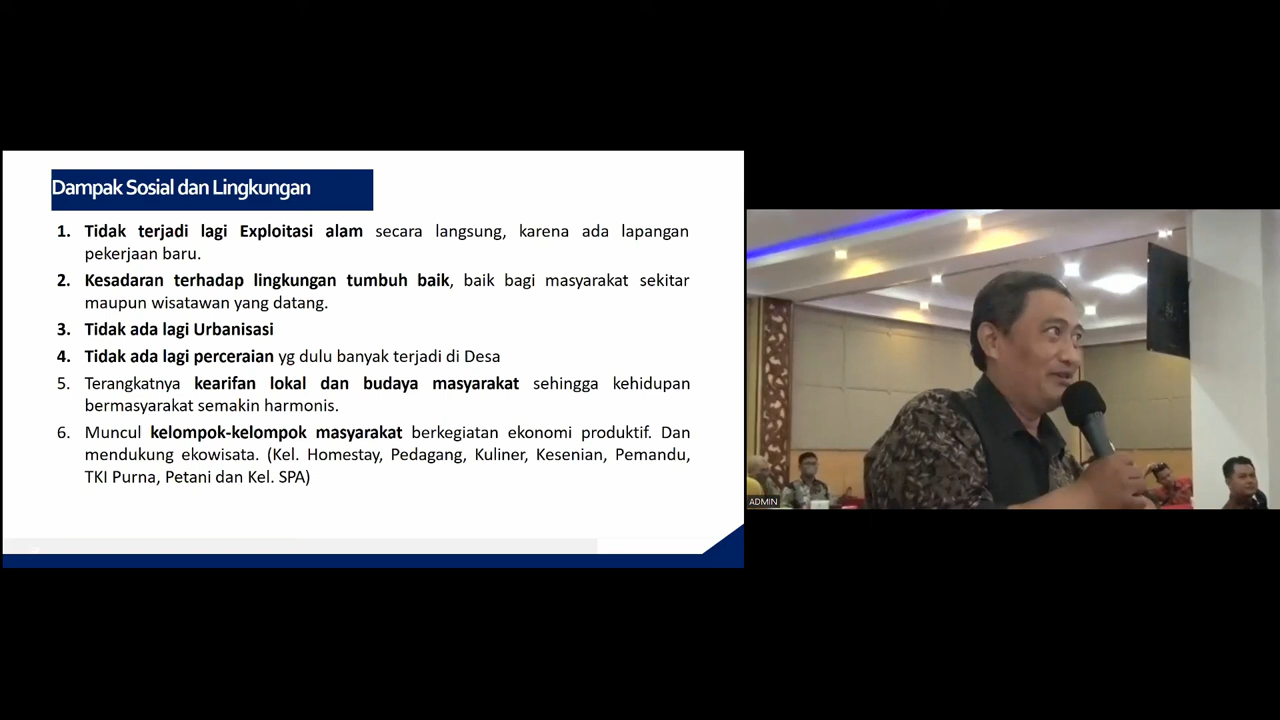 Dampak Sosial dan Lingkungan
1. Tidak terjadi lagi Exploitasi alam secara langsung, karena ada lapangan
pekerjaan baru.
2. Kesadaran terhadap lingkungan tumbuh baik, baik bagi masyarakat sekitar
maupun wisatawan yang datang.
3. Tidak ada lagi Urbanisasi
4. Tidak ada lagi perceraian yg dulu banyak terjadi di Desa
5. Terangkatnya kearifan lokal dan budaya masyarakat sehingga kehidupan
bermasyarakat semakin harmonis.
6. Muncul kelompok-kelompok masyarakat berkegiatan ekonomi produktif. Dan
mendukung ekowisata. (Kel. Homestay, Pedagang, Kuliner, Kesenian, Pemandu,
TKI Purna, Petani dan Kel. SPA)
ADMIN